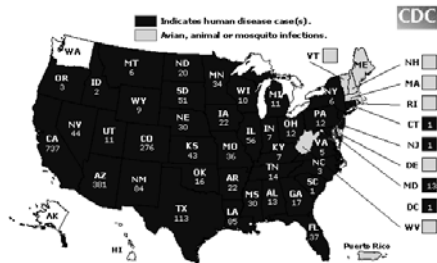 Indicates human disease case(s).
Avian, animal or mosquito infections.
CDC
WA
OR
3
CA
737
NV
44
ID
2
MT
6
WY
9
UT
11
AZ
381
CO
276
NM
84
ND
20
SD
51
NE
30
KS
43
OK
16
TX
113
MN
34
IA
22
MO
36
AR
22
LA
95
WI
10
IL
56
MI
11
IN
7
OH
12
KY
7
TN
14
MS
30
AL
13
GA
17
FL
37
SC
1
NC
3
VA
PA
12
NY
6
ME
VT
NH
MA
RI
CT 1
NJ 1
DE
MD 13
DC 1
WV
AK
HI
Puerto Rico